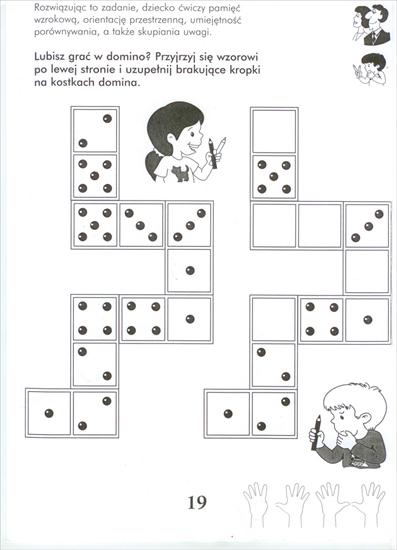 Rozwiązując to zadanie, dziecko ćwiczy pamięć
wzrokową, orientację przestrzenną, umiejętność
porównywania, a także skupiania uwagi.
Lubisz grać w domino? Przyjrzyj się wzorowi
po lewej stronie i uzupełnij brakujące kropki
na kostkach domina.
19